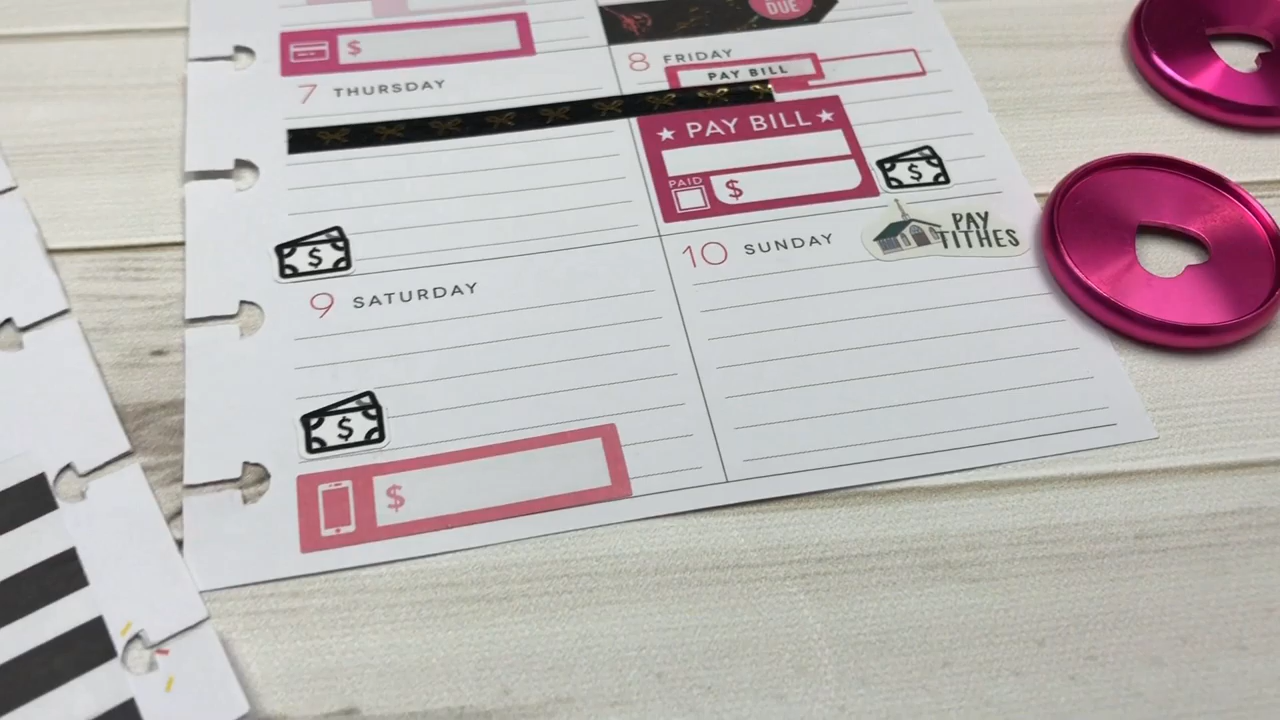 DUE
$
7 THURSDAY
8 FRIDAY
PAY BILL
★ PAY BILL ★
PAID
$
$
$
9 SATURDAY
10 SUNDAY
PAY
TITHES
$
$